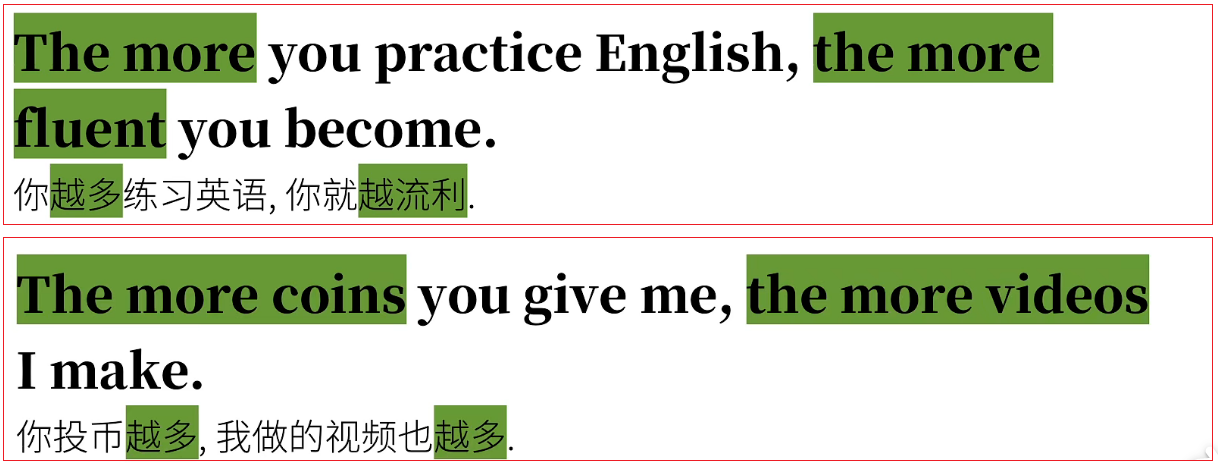 The more you practice English, the more
fluent you become.
你越多练习英语, 你就越流利.
The more coins you give me, the more videos
I make.
你投币越多, 我做的视频也越多.